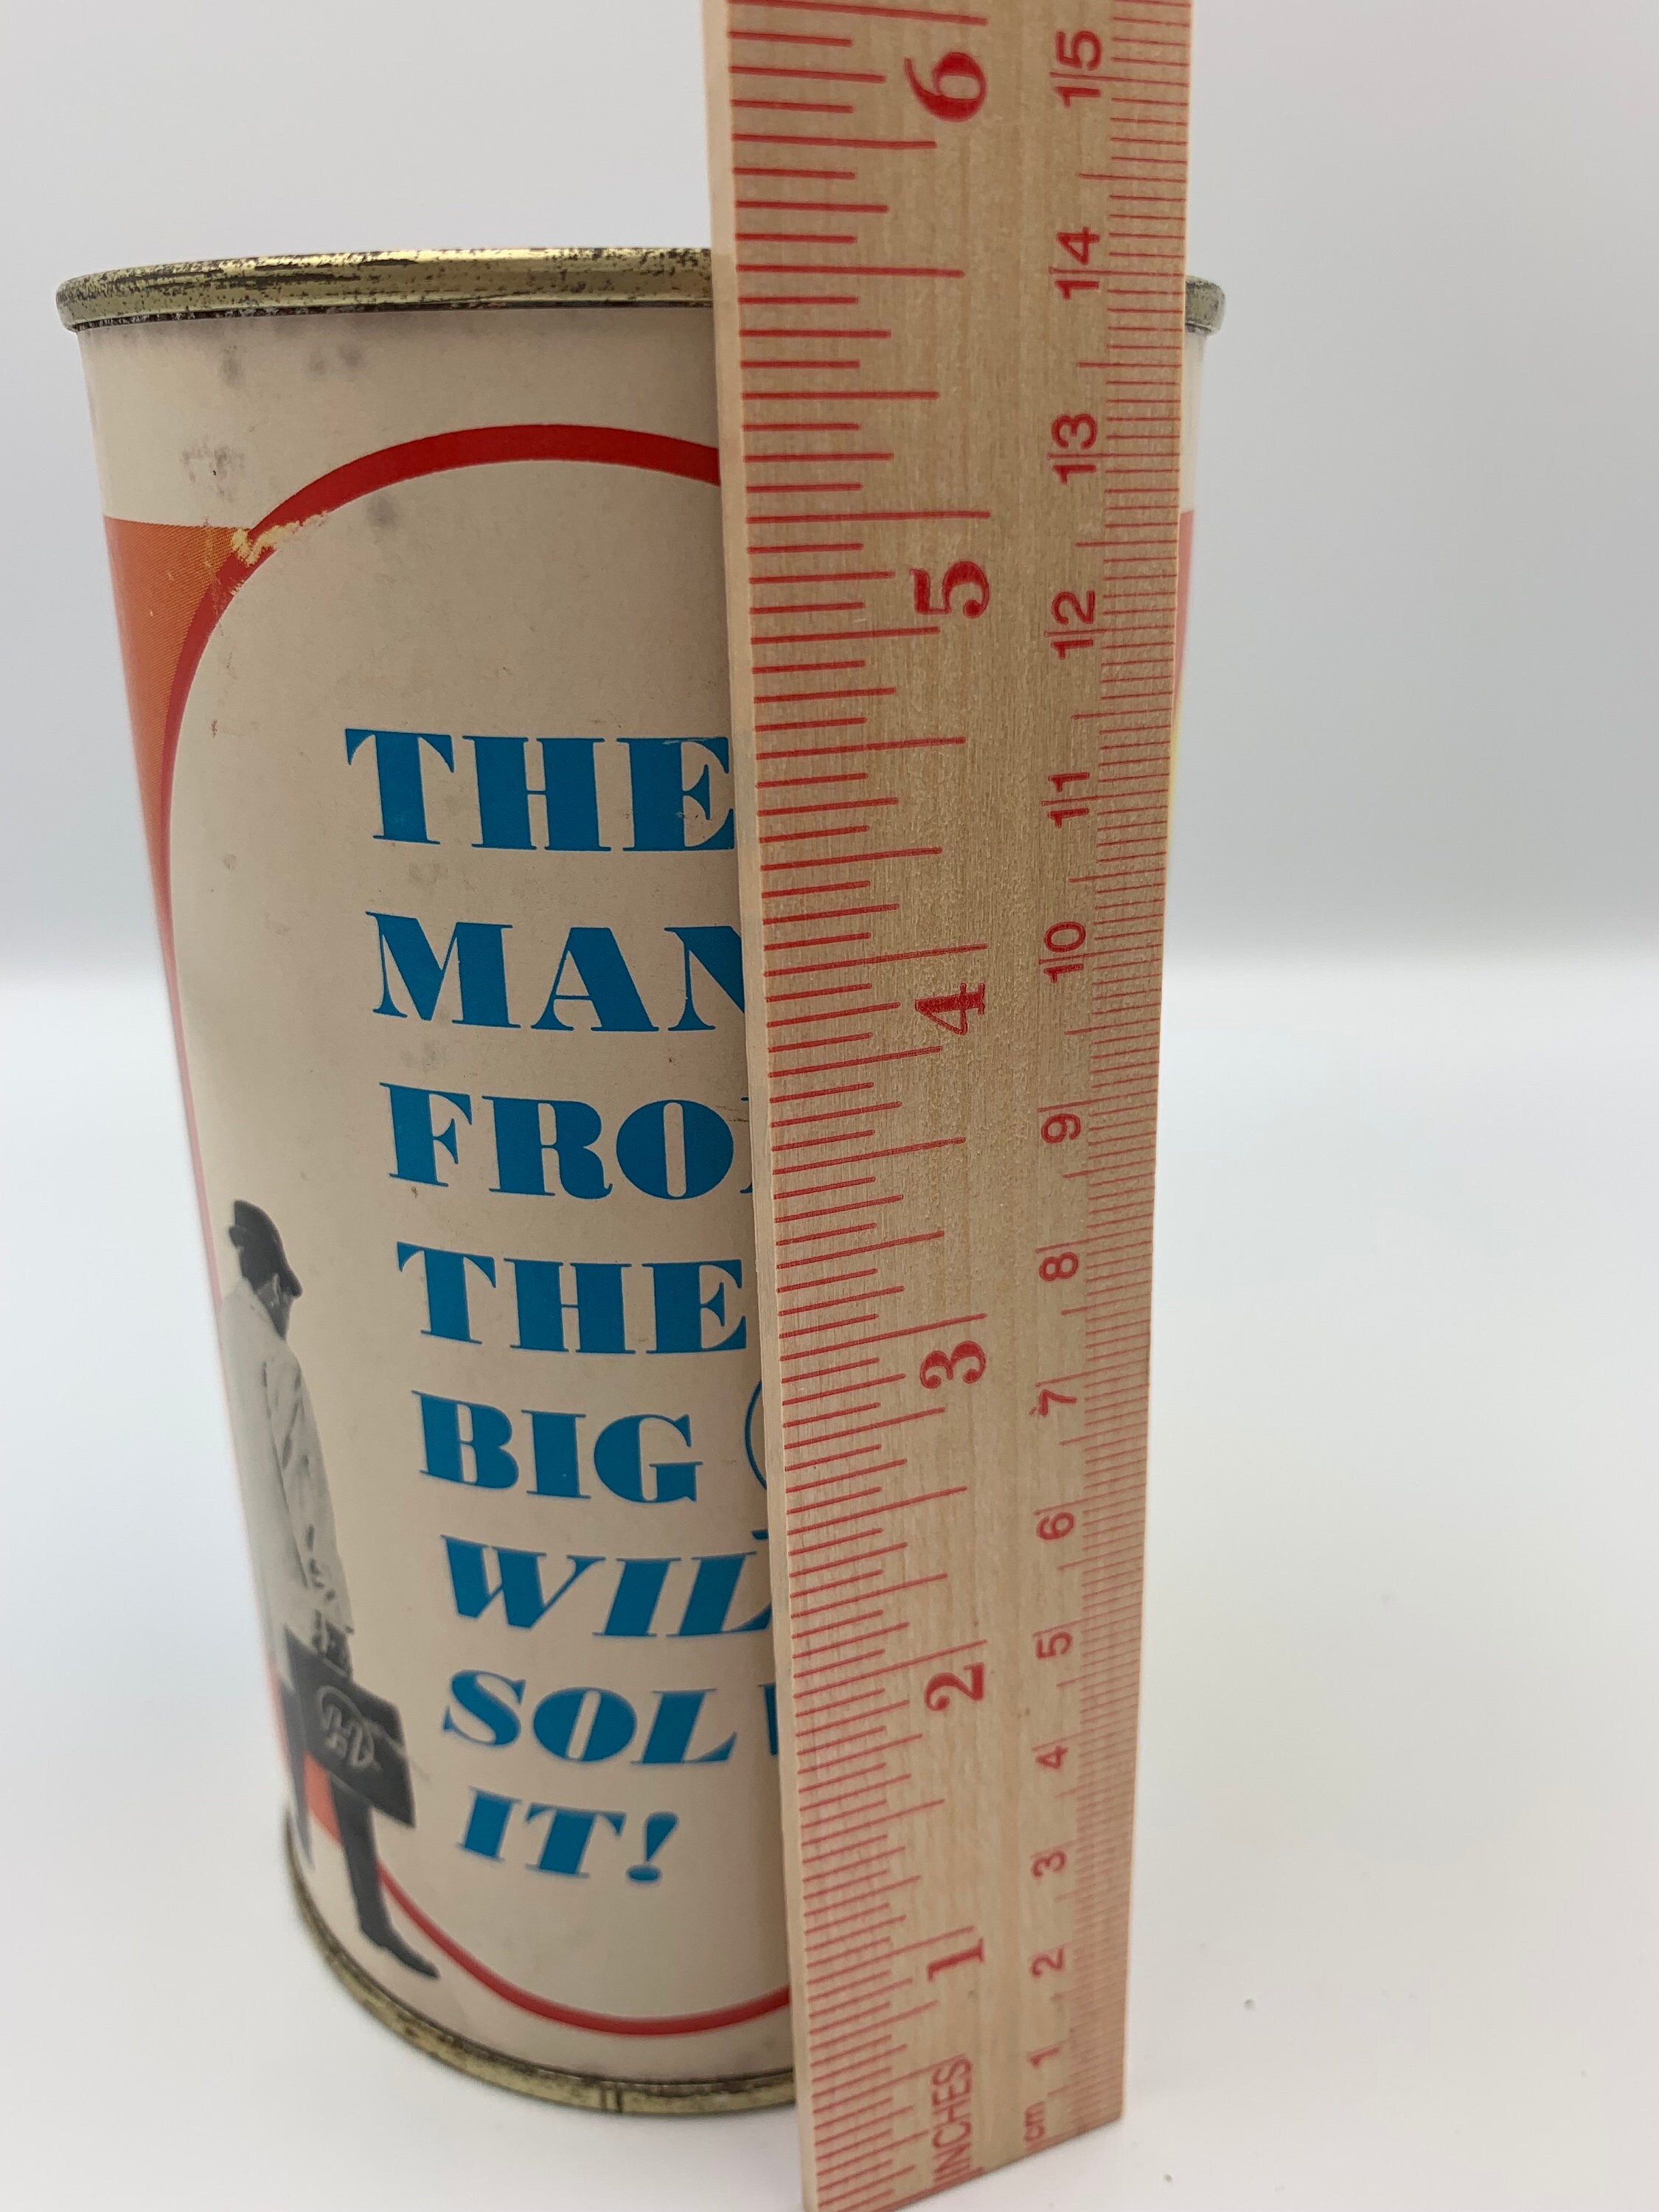 THE
MAN
FRO
THE
BIG
WIL
SOL
IT!
H
6
5
4
3
2
1
INCHES
15
14
13
12
11
10
9
8
7
6
5
4
3
2
1
cm